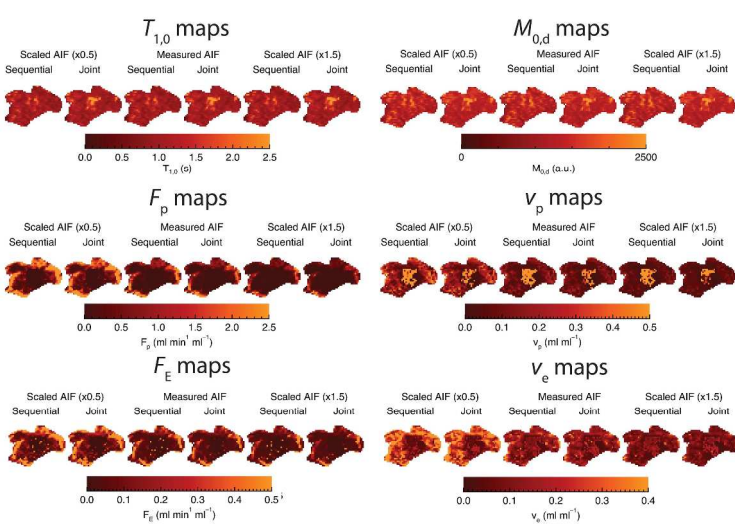 T1,0 maps
Scaled AIF (x0.5) Measured AIF Scaled AIF (x1.5)
Sequential Joint Sequential Joint Sequential Joint
0.0 0.5 1.0 1.5 2.0 2.5
T1,0 (s)
M0,d maps
Scaled AIF (x0.5) Measured AIF Scaled AIF (x1.5)
Sequential Joint Sequential Joint Sequential Joint
0 2500
M0,d (a.u.)
Fp maps
Scaled AIF (x0.5) Measured AIF Scaled AIF (x1.5)
Sequential Joint Sequential Joint Sequential Joint
0.0 0.5 1.0 1.5 2.0 2.5
Fp (ml min¹ ml⁻¹)
vp maps
Scaled AIF (x0.5) Measured AIF Scaled AIF (x1.5)
Sequential Joint Sequential Joint Sequential Joint
0.0 0.1 0.2 0.3 0.4 0.5
vp (ml ml⁻¹)
FE maps
Scaled AIF (x0.5) Measured AIF Scaled AIF (x1.5)
Sequential Joint Sequential Joint Sequential Joint
0.0 0.1 0.2 0.3 0.4 0.5
FE (ml min¹ ml⁻¹)
ve maps
Scaled AIF (x0.5) Measured AIF Scaled AIF (x1.5)
Sequential Joint Sequential Joint Sequential Joint
0.0 0.1 0.2 0.3 0.4
ve (ml ml⁻¹)